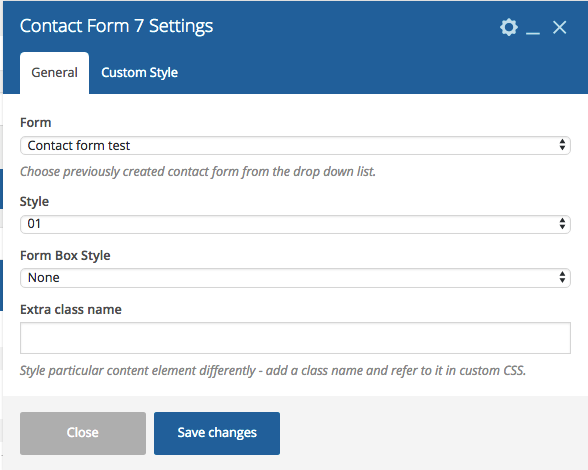 Contact Form 7 Settings
General Custom Style
Form
Contact form test
Choose previously created contact form from the drop down list.
Style
01
Form Box Style
None
Extra class name
Style particular content element differently - add a class name and refer to it in custom CSS.
Close Save changes